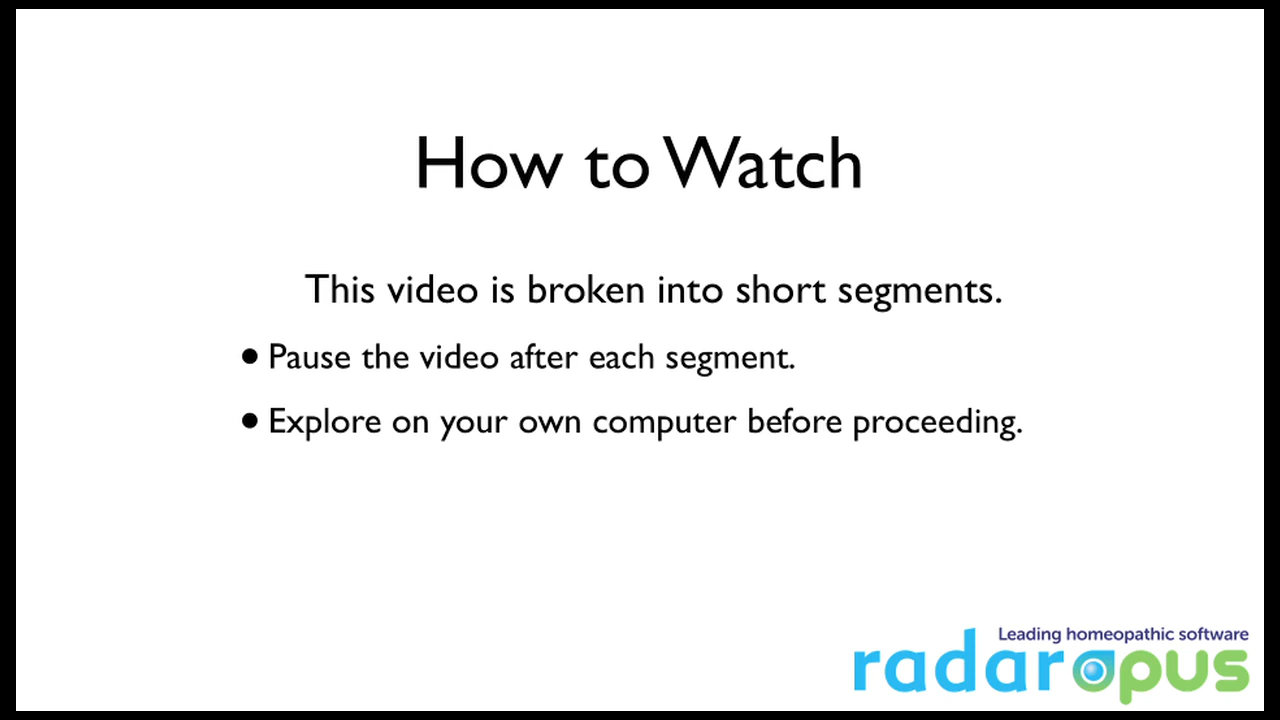 How to Watch
This video is broken into short segments.
• Pause the video after each segment.
• Explore on your own computer before proceeding.
Leading homeopathic software
radaropus